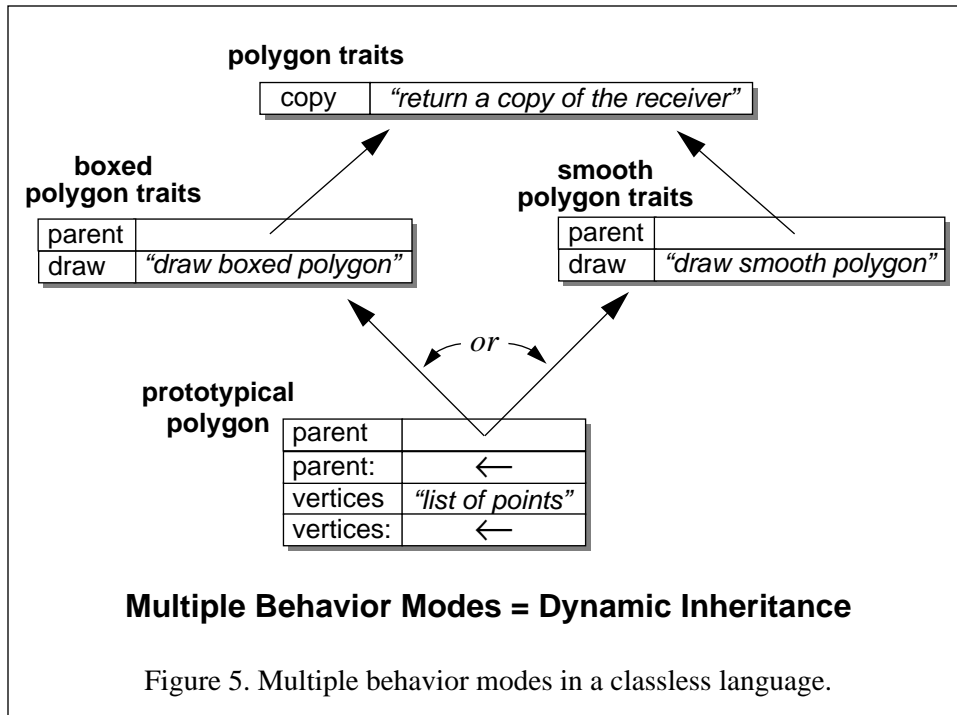 polygon traits
copy “return a copy of the receiver”
boxed
polygon traits
parent
draw “draw boxed polygon”
smooth
polygon traits
parent
draw “draw smooth polygon”
or
prototypical
polygon
parent
parent: ←
vertices “list of points”
vertices: ←
Multiple Behavior Modes = Dynamic Inheritance
Figure 5. Multiple behavior modes in a classless language.